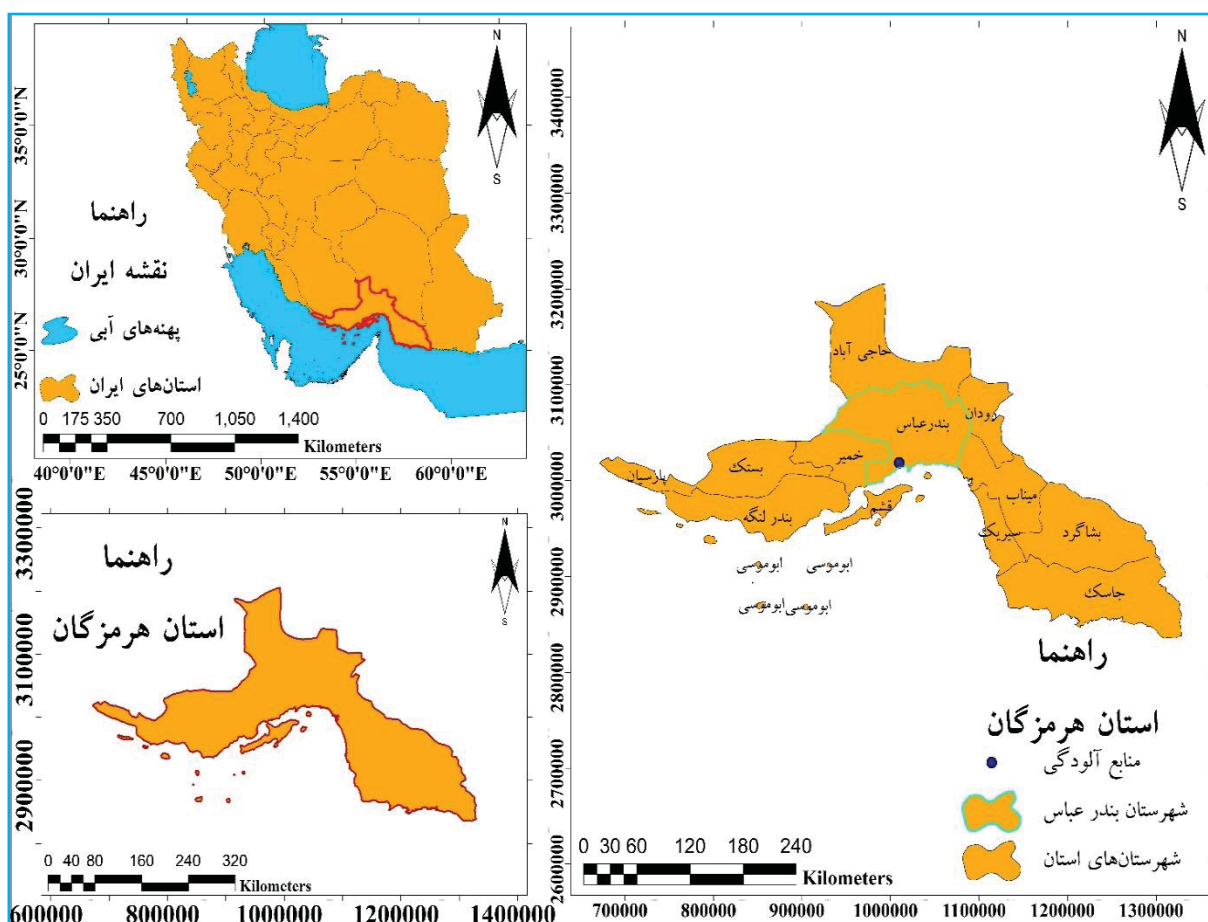 N
S
35°0'0"N
30°0'0"N
25°0'0"N
راهنما
نقشه ایران
پهنه‌های آبی
استان‌های ایران
0 175 350 700 1,050 1,400
Kilometers
40°0'0"E 45°0'0"E 50°0'0"E 55°0'0"E 60°0'0"E
N
S
3300000
3100000
2900000
راهنما
استان هرمزگان
0 40 80 160 240 320
Kilometers
600000 800000 1000000 1200000 1400000
N
S
3400000
3300000
3200000
3100000
3000000
2900000
2800000
2700000
2600000
حاجی آباد
رودان
بندرعباس
خمیر
بستک
پارسیان
میناب
قشم
بندر لنگه
سیریک
بشاگرد
ابوموسی ابوموسی
جاسک
ابوموسی ابوموسی
راهنما
استان هرمزگان
منابع آلودگی
شهرستان بندر عباس
شهرستان‌های استان
0 30 60 120 180 240
Kilometers
700000 800000 900000 1000000 1100000 1200000 1300000